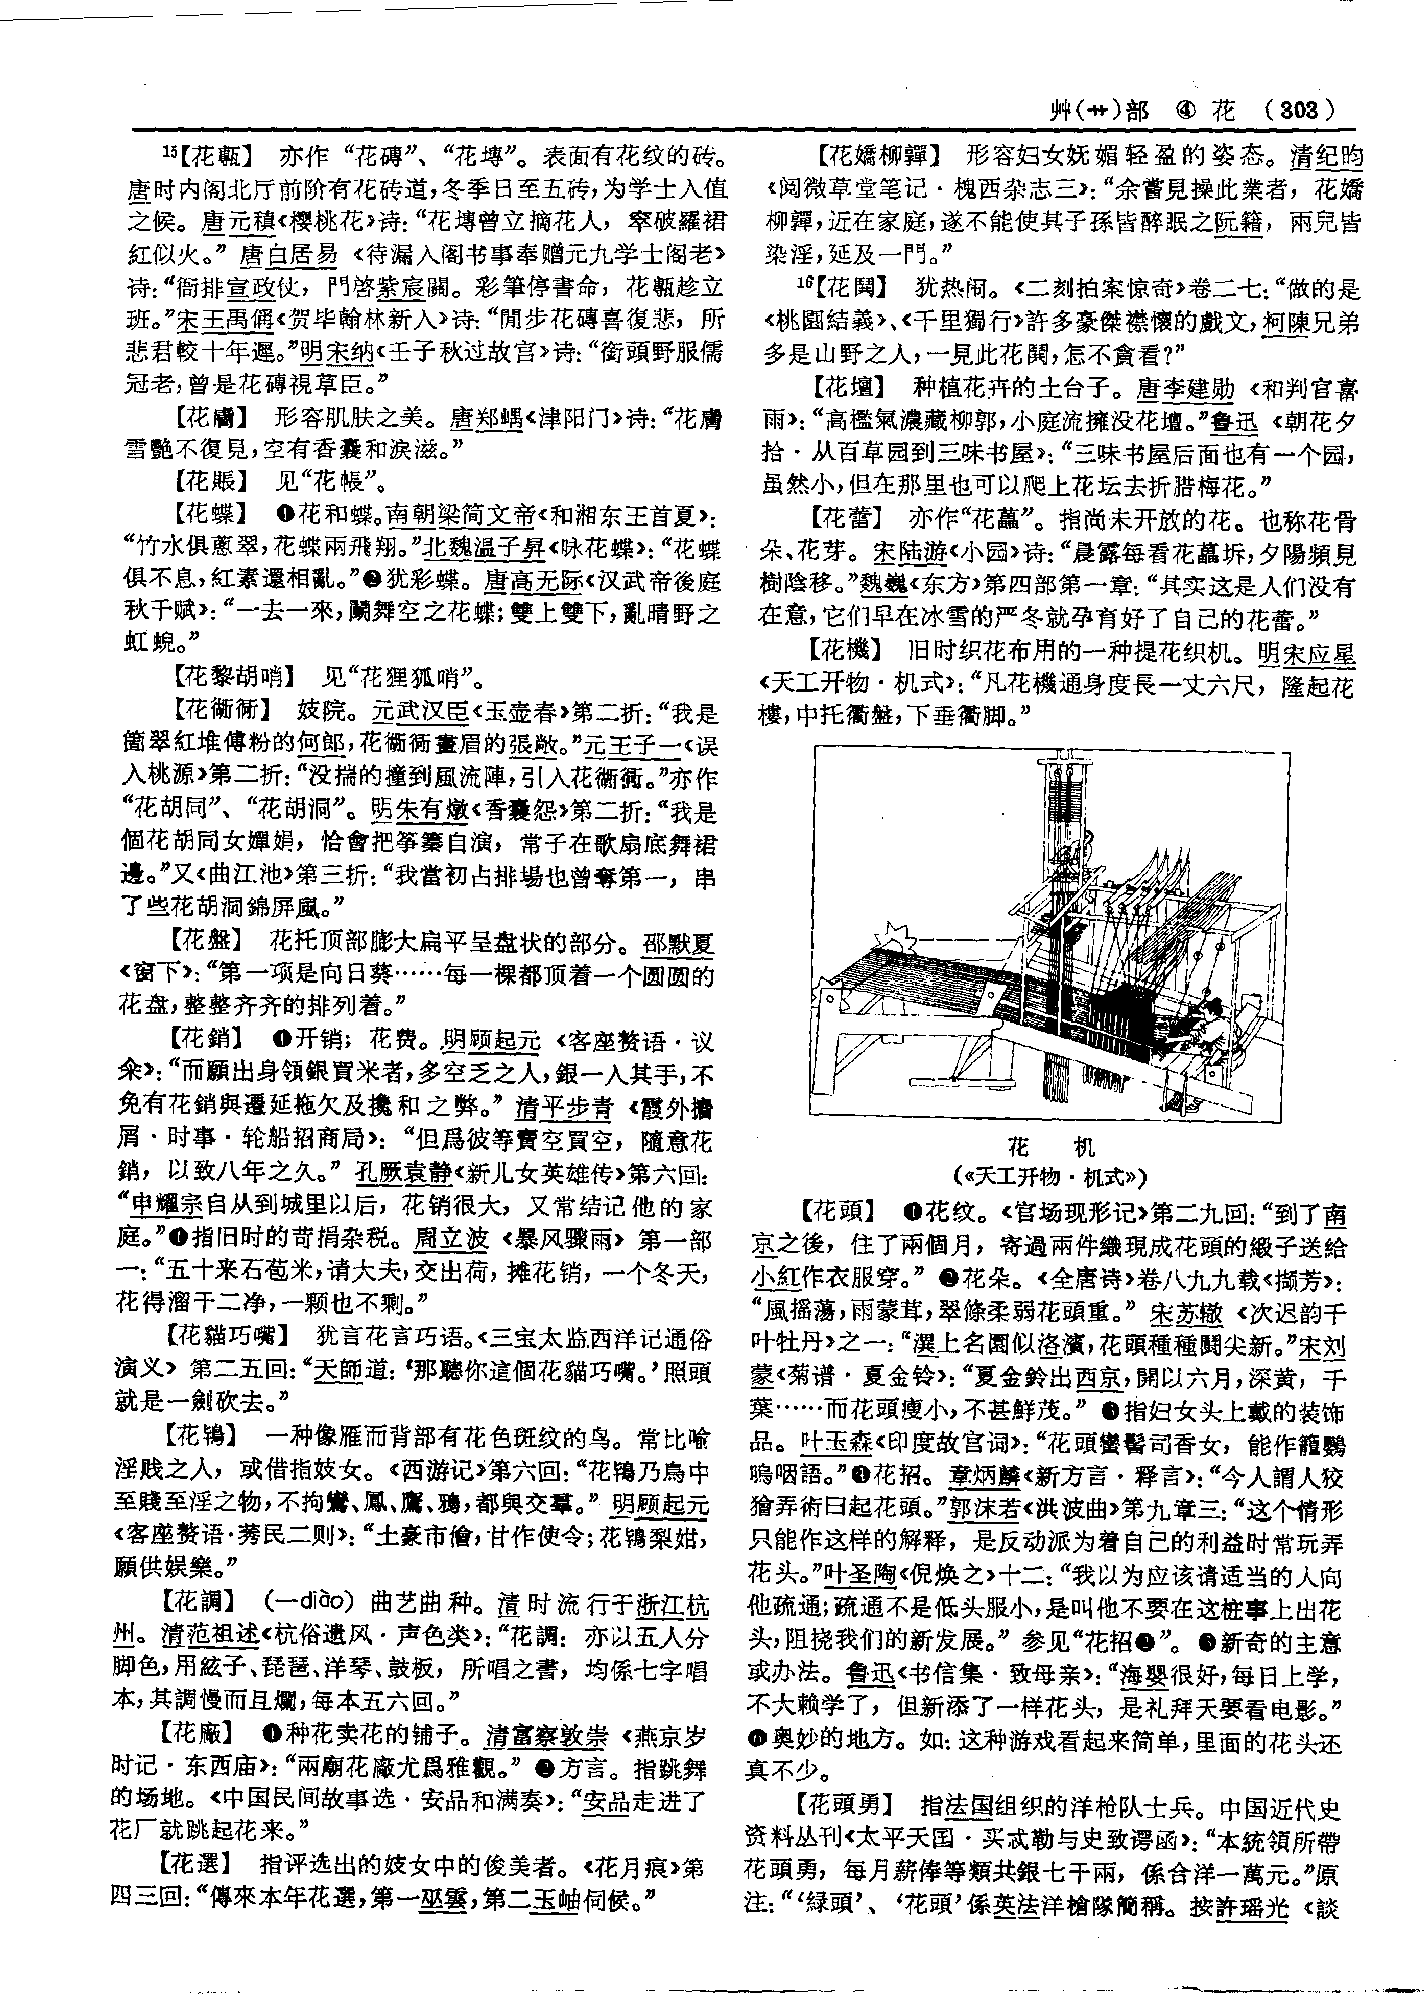 艸(艹)部 ④ 花 (303)
15【花甎】 亦作“花磚”、“花塼”。表面有花纹的砖。
唐时内阁北厅前阶有花砖道,冬季日至五砖,为学士入值
之候。唐元稹《樱桃花》诗:“花塼曾立摘花人，窣破羅裙
紅似火。”唐白居易《待漏入阁书事奉赠元九学士阁老》
诗:“衙排宣政仗，門啓紫宸關。彩筆停書命，花甎趁立
班。”宋王禹偁《贺毕翰林新入》诗:“閒步花磚喜復悲，所
悲君較十年遲。”明宋纳《壬子秋过故宫》诗:“街頭野服儒
冠老,曾是花磚視草臣。”
【花膚】 形容肌肤之美。唐郑嵎《津阳门》诗:“花膚
雪艷不復見,空有香囊和淚滋。”
【花賬】 见“花帳”。
【花蝶】 ❶花和蝶。南朝梁简文帝《和湘东王首夏》:
“竹水俱葱翠,花蝶兩飛翔。”北魏温子昇《咏花蝶》:“花蝶
俱不息,紅素還相亂。”❷犹彩蝶。唐高无际《汉武帝後庭
秋千赋》:“一去一來,鬬舞空之花蝶;雙上雙下,亂晴野之
虹蜺。”
【花黎胡哨】 见“花狸狐哨”。
【花衚衕】 妓院。元武汉臣《玉壶春》第二折:“我是
簡翠紅堆傅粉的何郎,花衚衕畫眉的張敞。”元王子一《误
入桃源》第二折:“没揣的撞到風流陣,引入花衚衕。”亦作
“花胡同”、“花胡洞”。明朱有燉《香囊怨》第二折:“我是
個花胡同女嬋娟，恰會把筝𥱧自演，常子在歌扇底舞裙
邊。”又《曲江池》第三折:“我當初占排場也曾奪第一，串
了些花胡洞錦屏風。”
【花盤】 花托顶部膨大扁平呈盘状的部分。邵默夏
《窗下》:“第一项是向日葵……每一棵都顶着一个圆圆的
花盘,整整齐齐的排列着。”
【花銷】 ❶开销；花费。明顾起元《客座赘语·议
籴》:“而願出身領銀買米者,多空乏之人,銀一入其手,不
免有花銷與遷延拖欠及攙和之弊。”清平步青《霞外攟
屑·时事·轮船招商局》:“但爲彼等賣空買空，隨意花
銷，以致八年之久。”孔厥袁静《新儿女英雄传》第六回:
“申耀宗自从到城里以后，花销很大，又常结记他的家
庭。”❷指旧时的苛捐杂税。周立波《暴风骤雨》第一部
一:“五十来石苞米,请大夫,交出荷，摊花销，一个冬天,
花得溜干二净,一颗也不剩。”
【花貓巧嘴】 犹言花言巧语。《三宝太监西洋记通俗
演义》第二五回:“天師道:‘那聽你這個花貓巧嘴。’照頭
就是一劍砍去。”
【花鴇】 一种像雁而背部有花色斑纹的鸟。常比喻
淫贱之人，或借指妓女。《西游记》第六回:“花鴇乃鳥中
至賤至淫之物,不拘鸞、鳳、鷹、鴉,都與交羣。”明顾起元
《客座赘语·莠民二则》:“土豪市儈,甘作使令;花鴇梨妣,
願供娱樂。”
【花調】 (一diào) 曲艺曲种。清时流行于浙江杭
州。清范祖述《杭俗遗风·声色类》:“花調：亦以五人分
脚色,用絃子、琵琶、洋琴、鼓板，所唱之書，均係七字唱
本,其調慢而且爛,每本五六回。”
【花廠】 ❶种花卖花的铺子。清富察敦崇《燕京岁
时记·东西庙》:“兩廟花廠尤爲雅觀。”❷方言。指跳舞
的场地。《中国民间故事选·安品和满奏》:“安品走进了
花厂就跳起花来。”
【花選】 指评选出的妓女中的俊美者。《花月痕》第
四三回:“傳來本年花選,第一巫雲,第二玉岫伺候。”
【花嬌柳嚲】 形容妇女妩媚轻盈的姿态。清纪昀
《阅微草堂笔记·槐西杂志三》:“余嘗見操此業者，花嬌
柳嚲,近在家庭,遂不能使其子孫皆醉眠之阮籍，兩兒皆
染淫,延及一門。”
16【花鬨】 犹热闹。《二刻拍案惊奇》卷二七:“做的是
《桃園結義》、《千里獨行》許多豪傑襟懷的戲文,柯陳兄弟
多是山野之人,一見此花鬨,怎不貪看?”
【花壇】 种植花卉的土台子。唐李建勋《和判官喜
雨》:“高檻氣濃藏柳郭,小庭流擁没花壇。”鲁迅《朝花夕
拾·从百草园到三味书屋》:“三味书屋后面也有一个园,
虽然小,但在那里也可以爬上花坛去折腊梅花。”
【花蕾】 亦作“花藟”。指尚未开放的花。也称花骨
朵、花芽。宋陆游《小园》诗:“晨露每看花藟坼,夕陽頻見
樹陰移。”魏巍《东方》第四部第一章:“其实这是人们没有
在意,它们早在冰雪的严冬就孕育好了自己的花蕾。”
【花機】 旧时织花布用的一种提花织机。明宋应星
《天工开物·机式》:“凡花機通身度長一丈六尺，隆起花
樓,中托衢盤,下垂衢脚。”
花 机
(《天工开物·机式》)
【花頭】 ❶花纹。《官场现形记》第二九回:“到了南
京之後，住了兩個月，寄過兩件織現成花頭的緞子送給
小紅作衣服穿。”❷花朵。《全唐诗》卷八九九载《撷芳》:
“風摇蕩,雨蒙茸,翠條柔弱花頭重。”宋苏辙《次迟韵千
叶牡丹》之一:“潩上名園似洛濱,花頭種種鬪尖新。”宋刘
蒙《菊谱·夏金铃》:“夏金鈴出西京,開以六月,深黄，千
葉……而花頭瘦小,不甚鮮茂。”❸指妇女头上戴的装饰
品。叶玉森《印度故宫词》:“花頭蠻髻司香女，能作籠鸚
嗚咽語。”❹花招。章炳麟《新方言·释言》:“今人謂人狡
獪弄術曰起花頭。”郭沫若《洪波曲》第九章三:“这个情形
只能作这样的解释，是反动派为着自己的利益时常玩弄
花头。”叶圣陶《倪焕之》十二:“我以为应该请适当的人向
他疏通;疏通不是低头服小,是叫他不要在这桩事上出花
头,阻挠我们的新发展。”参见“花招❷”。❺新奇的主意
或办法。鲁迅《书信集·致母亲》:“海婴很好,每日上学,
不大赖学了，但新添了一样花头，是礼拜天要看电影。”
❻奥妙的地方。如：这种游戏看起来简单,里面的花头还
真不少。
【花頭勇】 指法国组织的洋枪队士兵。中国近代史
资料丛刊《太平天国·买忒勒与史致谔函》:“本統領所帶
花頭勇，每月薪俸等類共銀七千兩，係合洋一萬元。”原
注:“‘緑頭’、‘花頭’係英法洋槍隊簡稱。按許瑶光《談